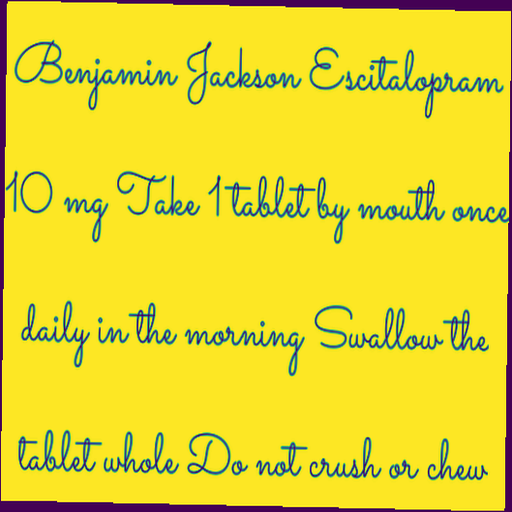 Benjamin Jackson Escitalopram
10 mg Take 1 tablet by mouth once
daily in the morning Swallow the
tablet whole Do not crush or chew